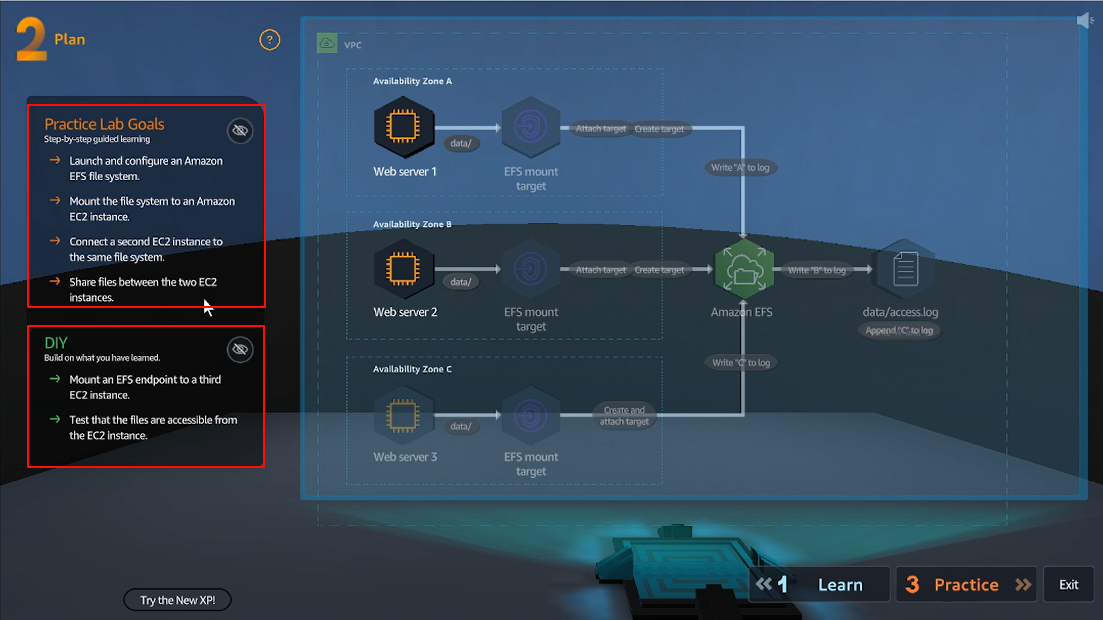 2 Plan
?
Practice Lab Goals
Step-by-step guided learning
Launch and configure an Amazon
EFS file system.
Mount the file system to an Amazon
EC2 instance.
Connect a second EC2 instance to
the same file system.
Share files between the two EC2
instances.
DIY
Build on what you have learned.
Mount an EFS endpoint to a third
EC2 instance.
Test that the files are accessible from
the EC2 instance.
Try the New XP!
VPC
Availability Zone A
data/
Attach target
Create target
Web server 1
EFS mount
target
Write "A" to log
Availability Zone B
data/
Attach target
Create target
Write "B" to log
Web server 2
EFS mount
target
Amazon EFS
data/access.log
Append "C" to log
Write "C" to log
Availability Zone C
data/
Create and
attach target
Web server 3
EFS mount
target
1 Learn
3 Practice
Exit